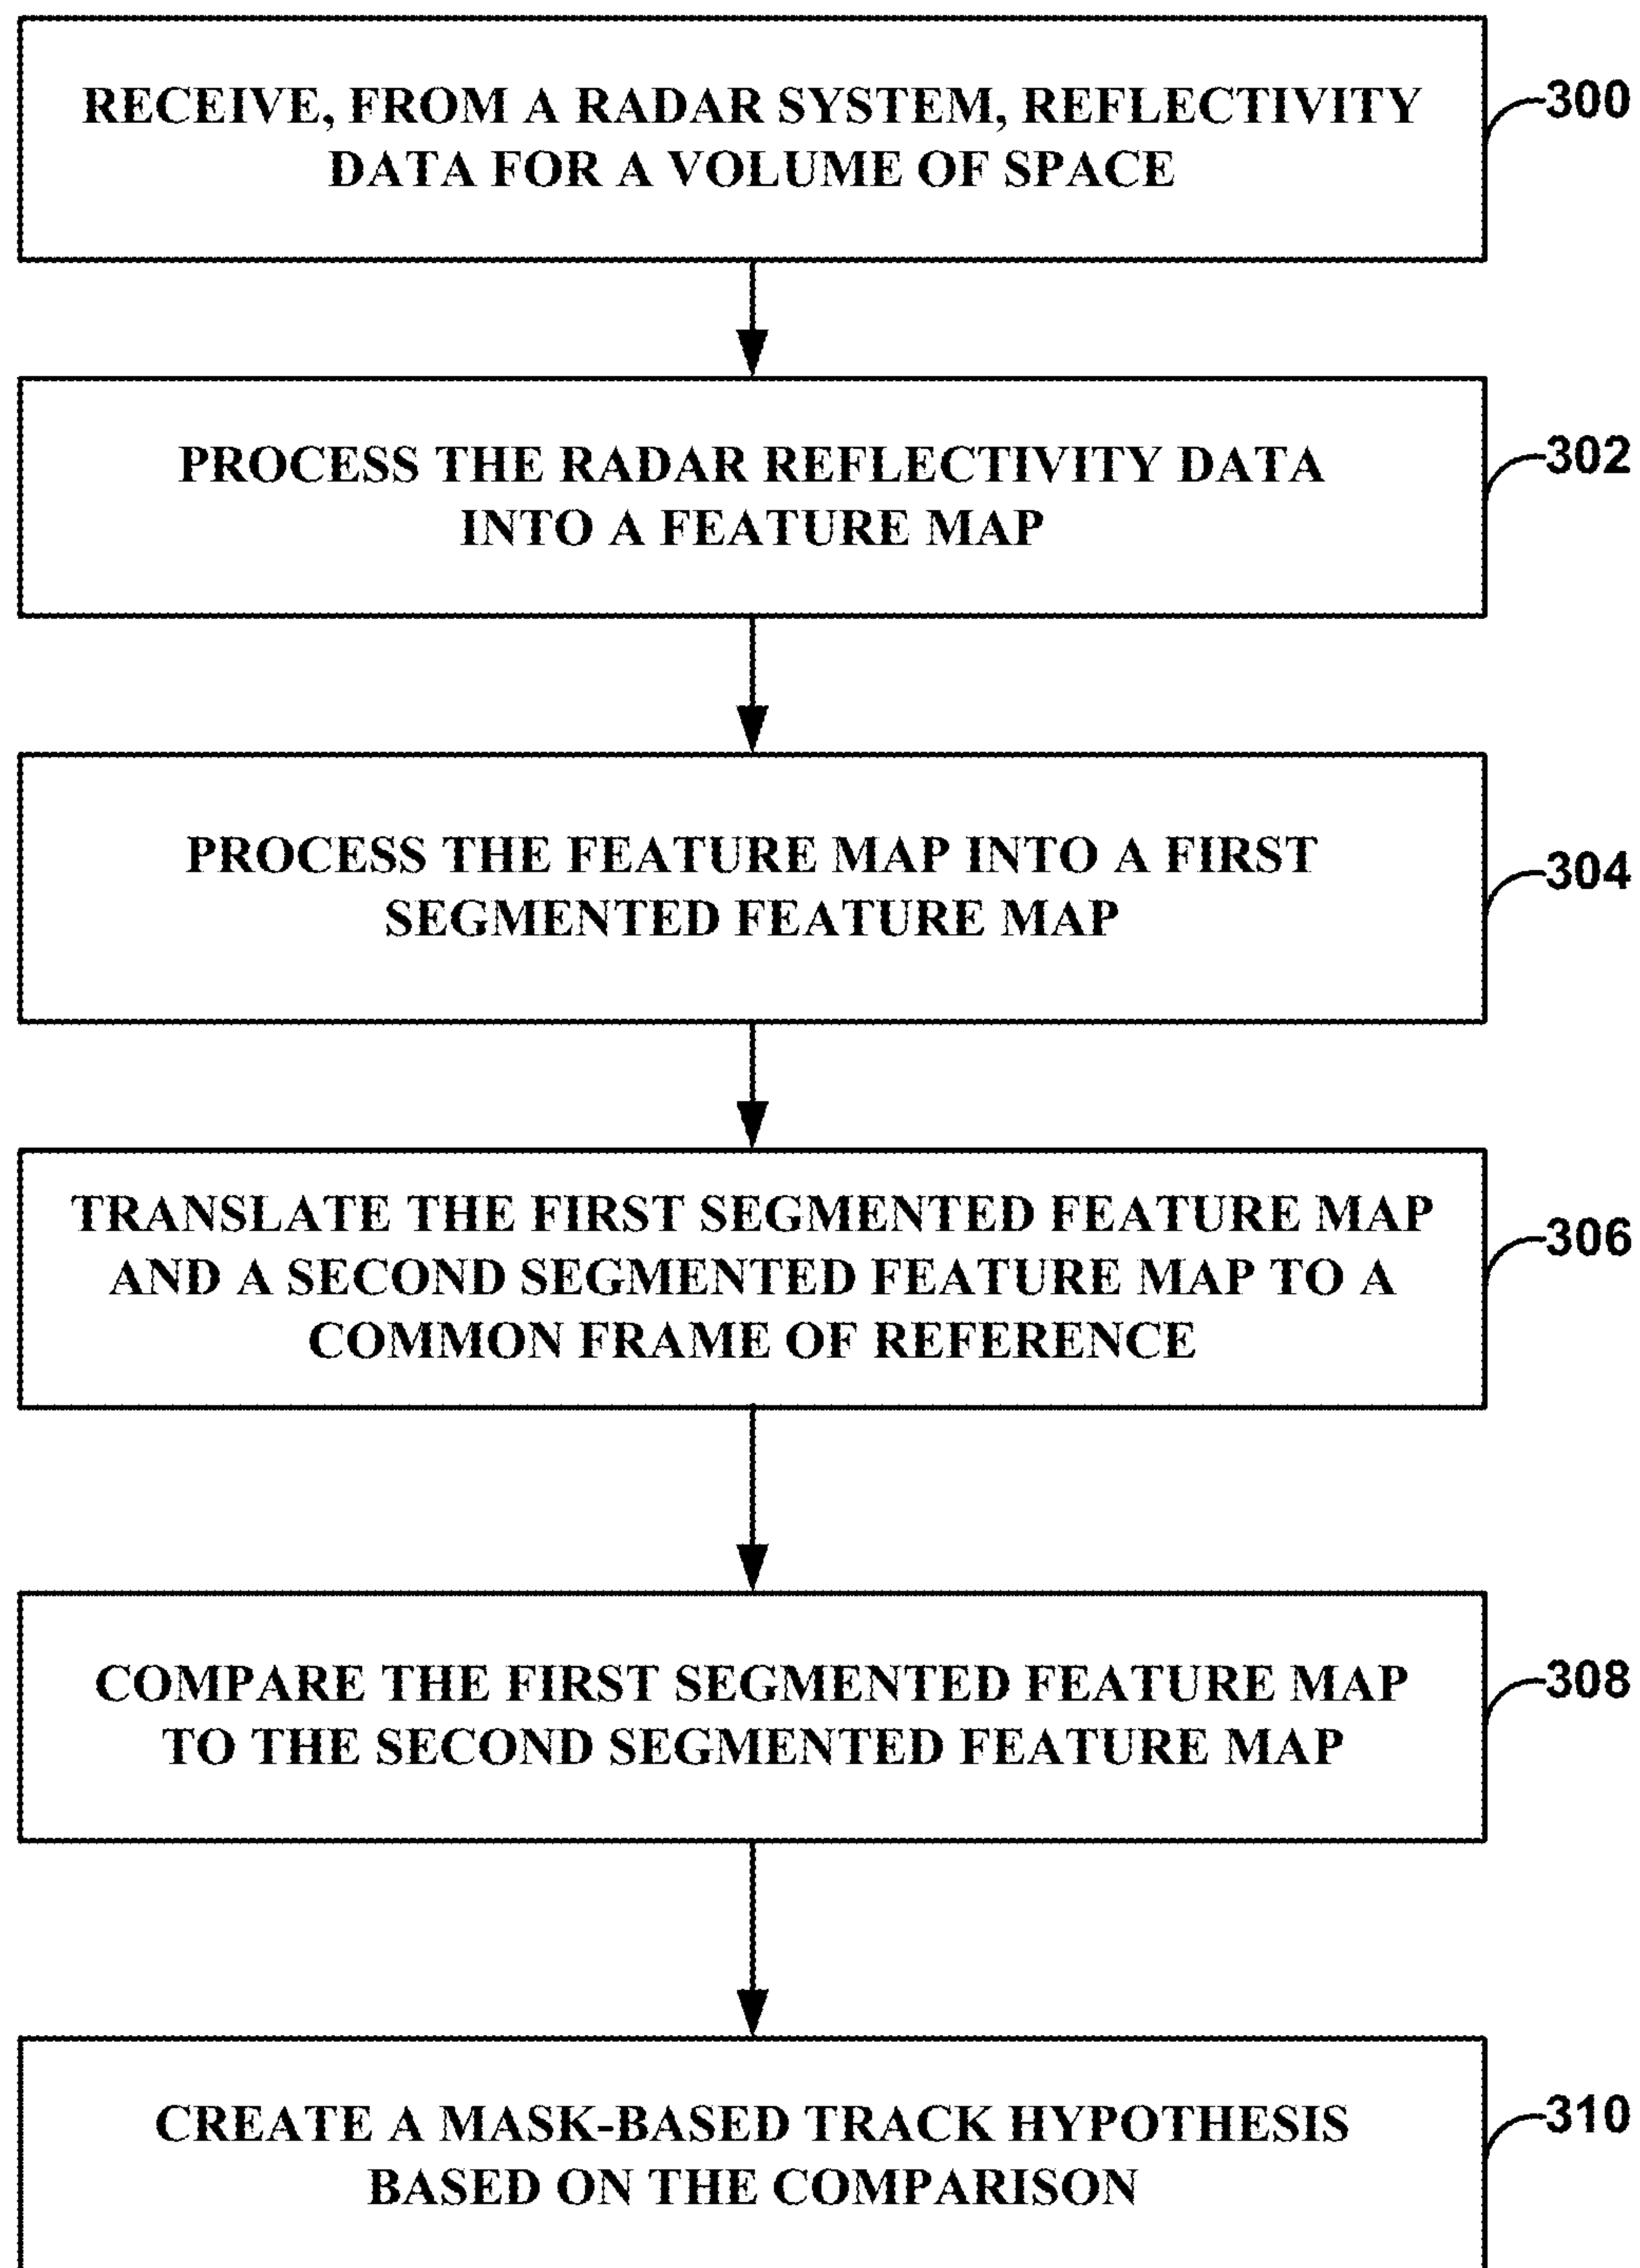 RECEIVE, FROM A RADAR SYSTEM, REFLECTIVITY
DATA FOR A VOLUME OF SPACE
300
PROCESS THE RADAR REFLECTIVITY DATA
INTO A FEATURE MAP
302
PROCESS THE FEATURE MAP INTO A FIRST
SEGMENTED FEATURE MAP
304
TRANSLATE THE FIRST SEGMENTED FEATURE MAP
AND A SECOND SEGMENTED FEATURE MAP TO A
COMMON FRAME OF REFERENCE
306
COMPARE THE FIRST SEGMENTED FEATURE MAP
TO THE SECOND SEGMENTED FEATURE MAP
308
CREATE A MASK-BASED TRACK HYPOTHESIS
BASED ON THE COMPARISON
310